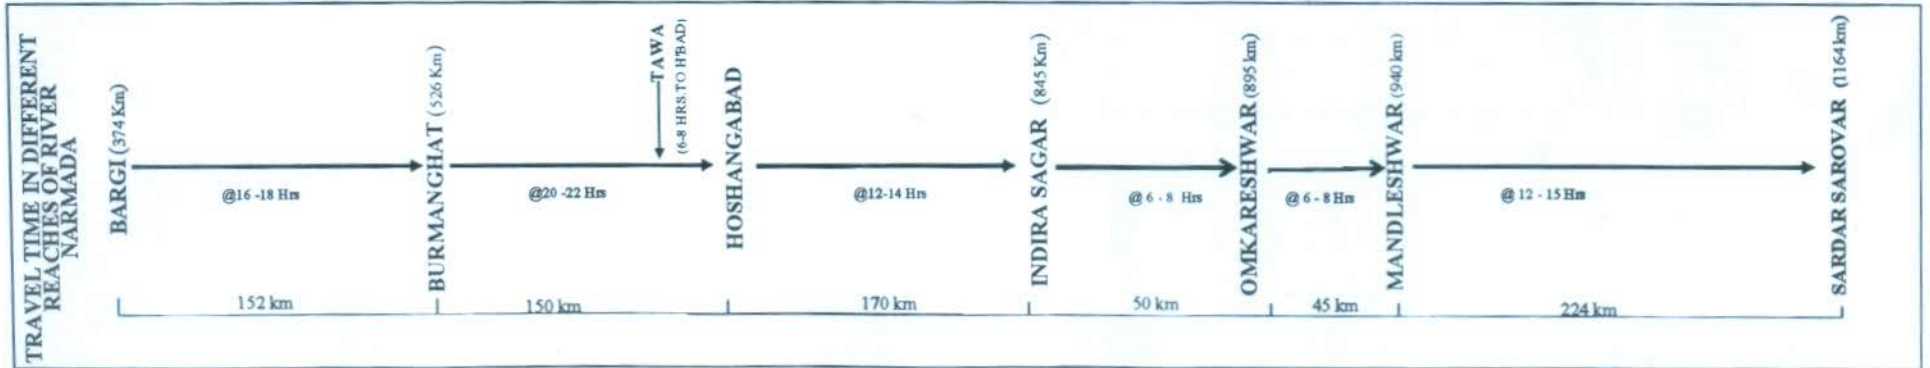 TRAVEL TIME IN DIFFERENT
REACHES OF RIVER
NARMADA
BARGI (374 Km)
@16 -18 Hrs
BURMANGHAT (526 Km)
@20 -22 Hrs
TAWA
(6-8 HRS.TO H'BAD)
HOSHANGABAD
@12-14 Hrs
INDIRA SAGAR (845 Km)
@ 6 - 8 Hrs
OMKARESHWAR (895 km)
@ 6 - 8 Hrs
MANDLESHWAR (940 km)
@ 12 - 15 Hrs
SARDAR SAROVAR (1164 km)
152 km
150 km
170 km
50 km
45 km
224 km